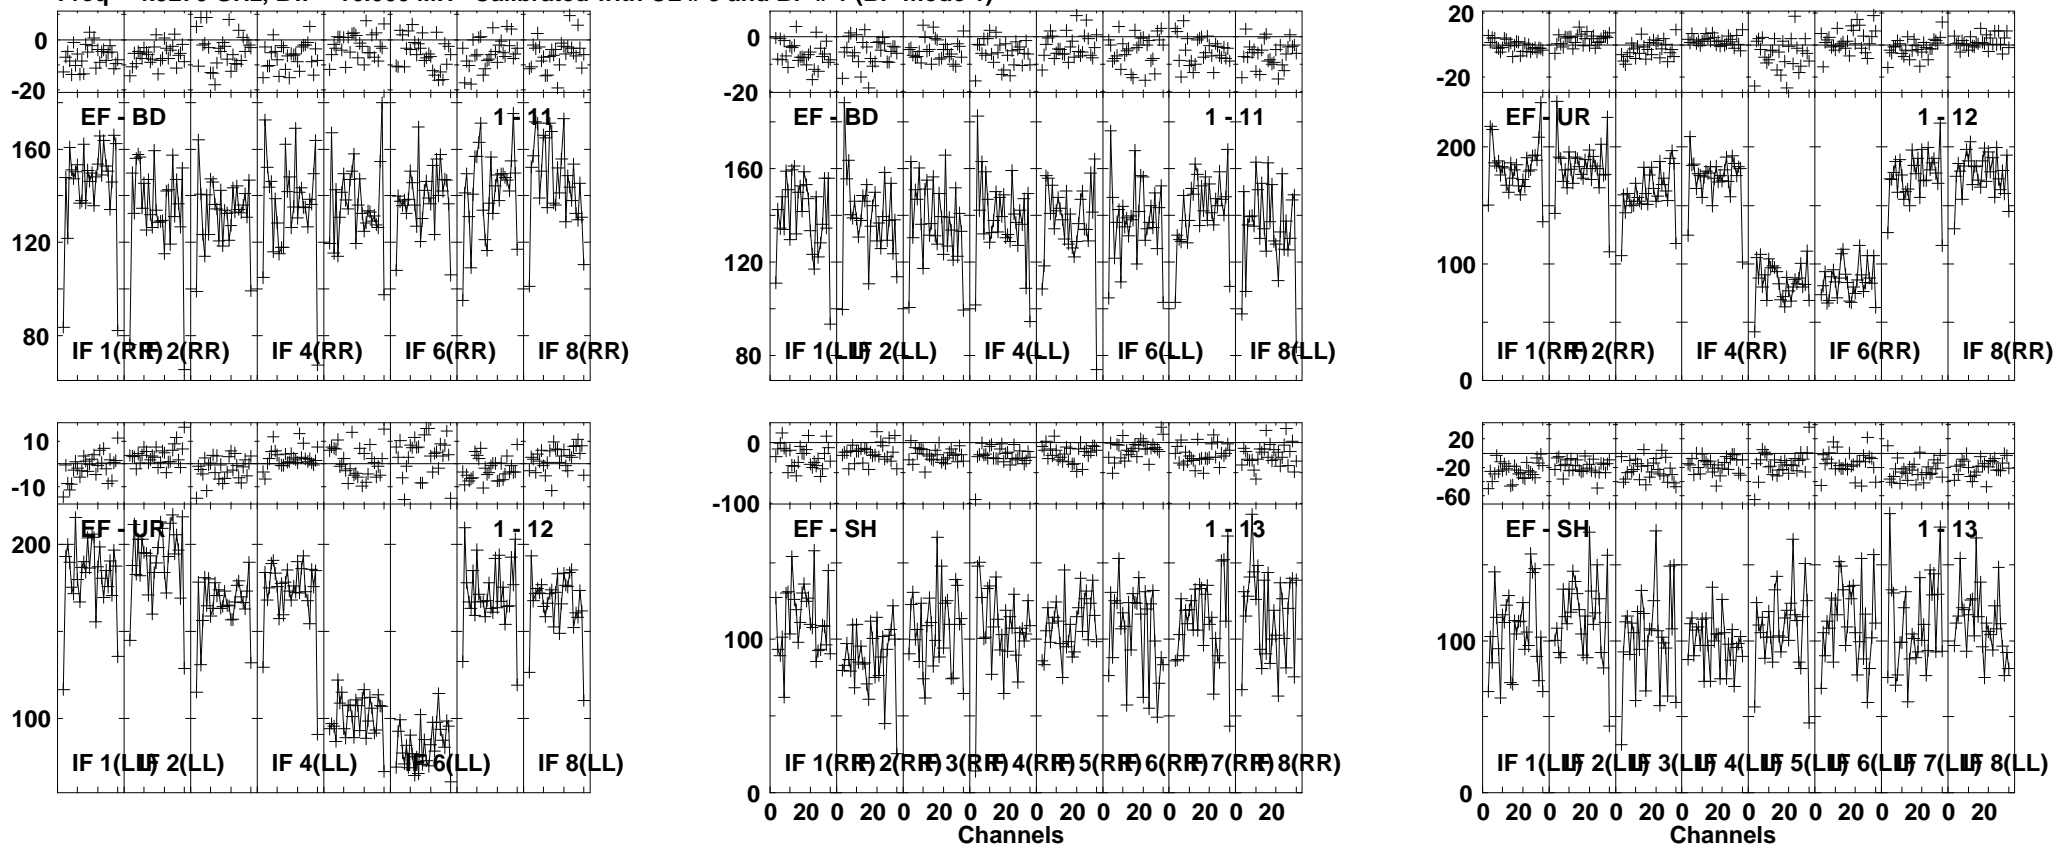 0
-20
160
120
80
EF - BD
1 - 11
IF 1(RR)
IF 2(RR)
IF 4(RR)
IF 6(RR)
IF 8(RR)
0
-20
160
120
80
EF - BD
1 - 11
IF 1(LL)
IF 2(LL)
IF 4(LL)
IF 6(LL)
IF 8(LL)
20
-20
200
100
0
EF - UR
1 - 12
IF 1(RR)
IF 2(RR)
IF 4(RR)
IF 6(RR)
IF 8(RR)
10
-10
200
100
EF - UR
1 - 12
IF 1(LL)
IF 2(LL)
IF 4(LL)
IF 6(LL)
IF 8(LL)
0
-100
100
0
EF - SH
1 - 13
IF 1(RR)
IF 2(RR)
IF 3(RR)
IF 4(RR)
IF 5(RR)
IF 6(RR)
IF 7(RR)
IF 8(RR)
0 20 0 20 0 20 0 20 0 20 0 20 0 20 0 20
Channels
20
-20
-60
100
0
EF - SH
1 - 13
IF 1(LL)
IF 2(LL)
IF 3(LL)
IF 4(LL)
IF 5(LL)
IF 6(LL)
IF 7(LL)
IF 8(LL)
0 20 0 20 0 20 0 20 0 20 0 20 0 20 0 20